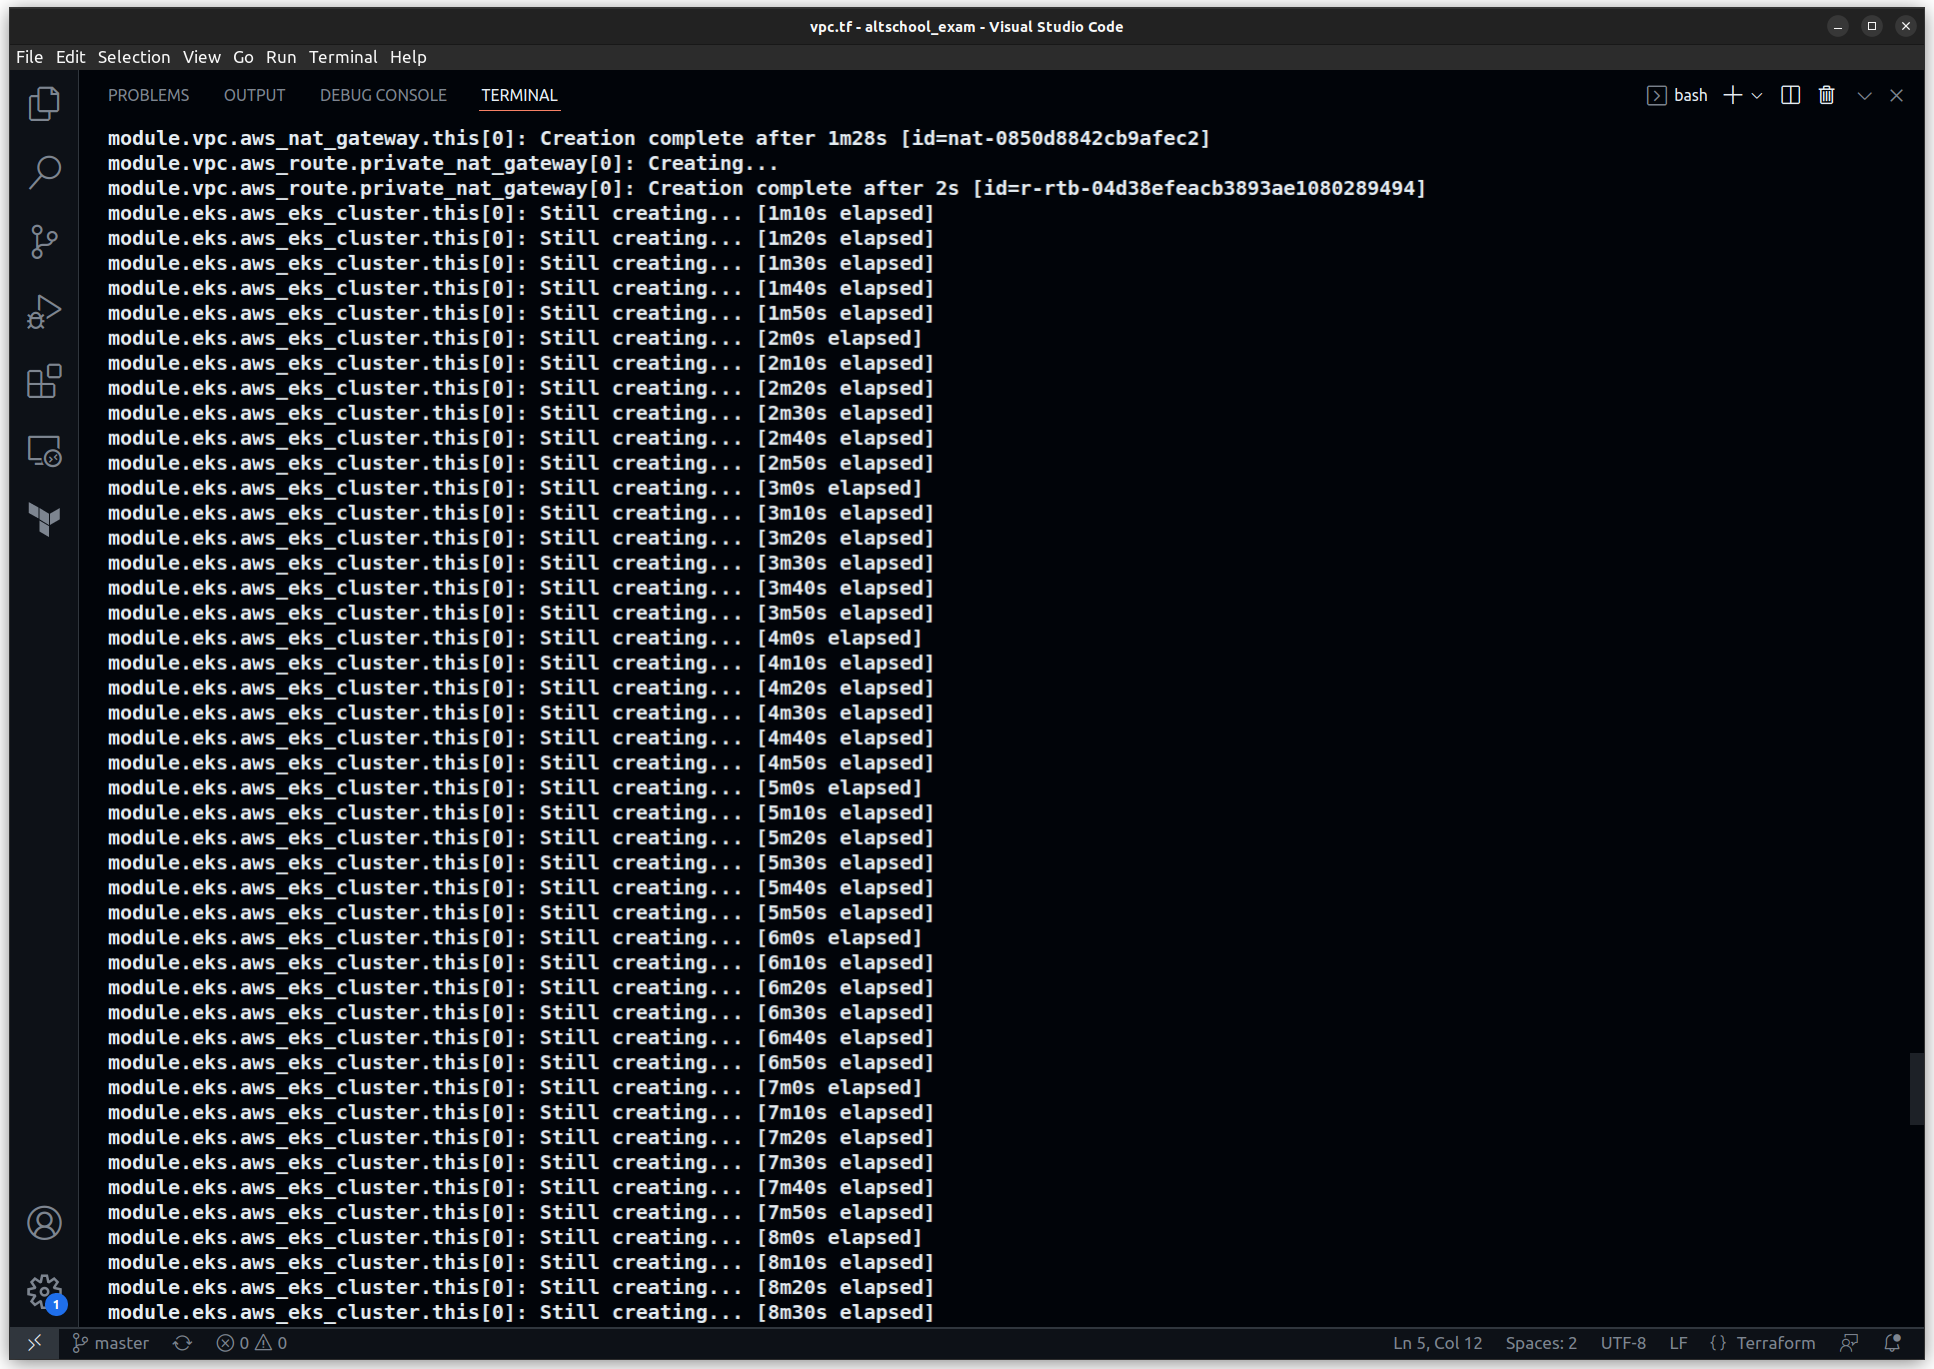 vpc.tf - altschool_exam - Visual Studio Code
File Edit Selection View Go Run Terminal Help
PROBLEMS OUTPUT DEBUG CONSOLE TERMINAL bash
module.vpc.aws_nat_gateway.this[0]: Creation complete after 1m28s [id=nat-0850d8842cb9afec2]
module.vpc.aws_route.private_nat_gateway[0]: Creating...
module.vpc.aws_route.private_nat_gateway[0]: Creation complete after 2s [id=r-rtb-04d38efeacb3893ae1080289494]
module.eks.aws_eks_cluster.this[0]: Still creating... [1m10s elapsed]
module.eks.aws_eks_cluster.this[0]: Still creating... [1m20s elapsed]
module.eks.aws_eks_cluster.this[0]: Still creating... [1m30s elapsed]
module.eks.aws_eks_cluster.this[0]: Still creating... [1m40s elapsed]
module.eks.aws_eks_cluster.this[0]: Still creating... [1m50s elapsed]
module.eks.aws_eks_cluster.this[0]: Still creating... [2m0s elapsed]
module.eks.aws_eks_cluster.this[0]: Still creating... [2m10s elapsed]
module.eks.aws_eks_cluster.this[0]: Still creating... [2m20s elapsed]
module.eks.aws_eks_cluster.this[0]: Still creating... [2m30s elapsed]
module.eks.aws_eks_cluster.this[0]: Still creating... [2m40s elapsed]
module.eks.aws_eks_cluster.this[0]: Still creating... [2m50s elapsed]
module.eks.aws_eks_cluster.this[0]: Still creating... [3m0s elapsed]
module.eks.aws_eks_cluster.this[0]: Still creating... [3m10s elapsed]
module.eks.aws_eks_cluster.this[0]: Still creating... [3m20s elapsed]
module.eks.aws_eks_cluster.this[0]: Still creating... [3m30s elapsed]
module.eks.aws_eks_cluster.this[0]: Still creating... [3m40s elapsed]
module.eks.aws_eks_cluster.this[0]: Still creating... [3m50s elapsed]
module.eks.aws_eks_cluster.this[0]: Still creating... [4m0s elapsed]
module.eks.aws_eks_cluster.this[0]: Still creating... [4m10s elapsed]
module.eks.aws_eks_cluster.this[0]: Still creating... [4m20s elapsed]
module.eks.aws_eks_cluster.this[0]: Still creating... [4m30s elapsed]
module.eks.aws_eks_cluster.this[0]: Still creating... [4m40s elapsed]
module.eks.aws_eks_cluster.this[0]: Still creating... [4m50s elapsed]
module.eks.aws_eks_cluster.this[0]: Still creating... [5m0s elapsed]
module.eks.aws_eks_cluster.this[0]: Still creating... [5m10s elapsed]
module.eks.aws_eks_cluster.this[0]: Still creating... [5m20s elapsed]
module.eks.aws_eks_cluster.this[0]: Still creating... [5m30s elapsed]
module.eks.aws_eks_cluster.this[0]: Still creating... [5m40s elapsed]
module.eks.aws_eks_cluster.this[0]: Still creating... [5m50s elapsed]
module.eks.aws_eks_cluster.this[0]: Still creating... [6m0s elapsed]
module.eks.aws_eks_cluster.this[0]: Still creating... [6m10s elapsed]
module.eks.aws_eks_cluster.this[0]: Still creating... [6m20s elapsed]
module.eks.aws_eks_cluster.this[0]: Still creating... [6m30s elapsed]
module.eks.aws_eks_cluster.this[0]: Still creating... [6m40s elapsed]
module.eks.aws_eks_cluster.this[0]: Still creating... [6m50s elapsed]
module.eks.aws_eks_cluster.this[0]: Still creating... [7m0s elapsed]
module.eks.aws_eks_cluster.this[0]: Still creating... [7m10s elapsed]
module.eks.aws_eks_cluster.this[0]: Still creating... [7m20s elapsed]
module.eks.aws_eks_cluster.this[0]: Still creating... [7m30s elapsed]
module.eks.aws_eks_cluster.this[0]: Still creating... [7m40s elapsed]
module.eks.aws_eks_cluster.this[0]: Still creating... [7m50s elapsed]
module.eks.aws_eks_cluster.this[0]: Still creating... [8m0s elapsed]
module.eks.aws_eks_cluster.this[0]: Still creating... [8m10s elapsed]
module.eks.aws_eks_cluster.this[0]: Still creating... [8m20s elapsed]
module.eks.aws_eks_cluster.this[0]: Still creating... [8m30s elapsed]
1
master 0 0 Ln 5, Col 12 Spaces: 2 UTF-8 LF {} Terraform